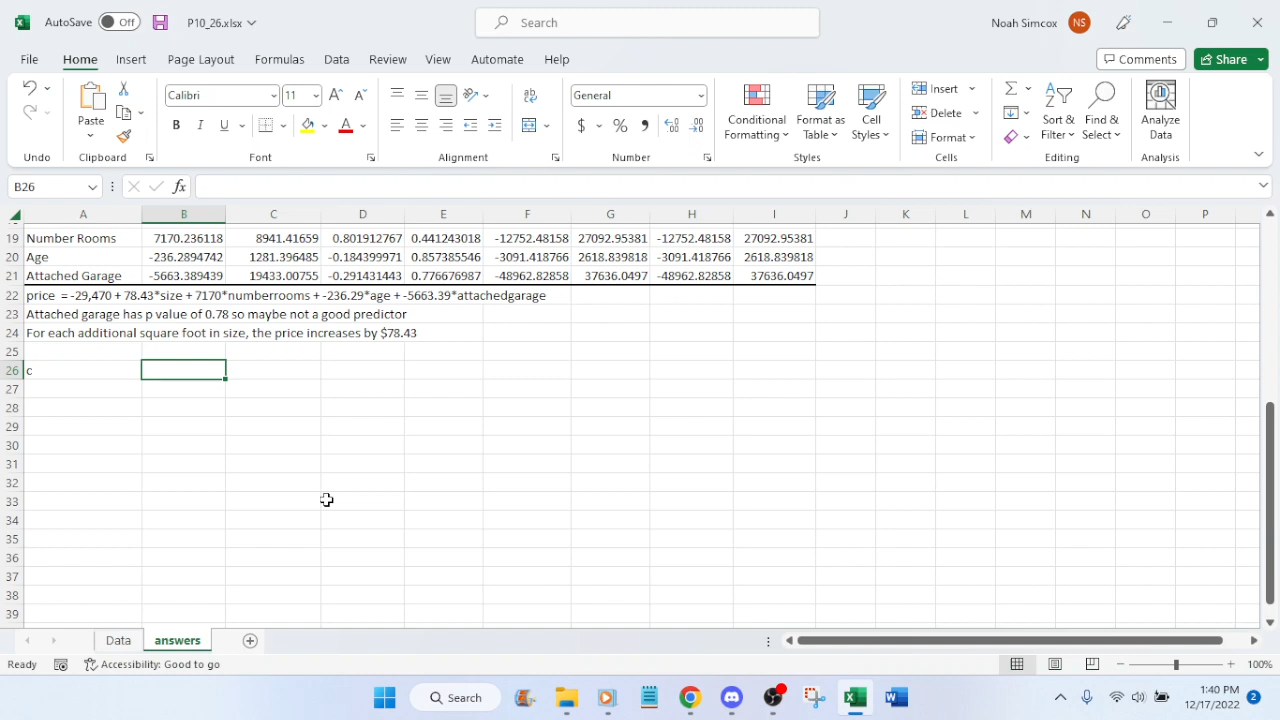 AutoSave Off P10_26.xlsx Search Noah Simcox NS
File Home Insert Page Layout Formulas Data Review View Automate Help Comments Share
Paste Calibri 11 B I U A General $ % Conditional Formatting Format as Table Cell Styles Insert Delete Format Sort & Filter Find & Select Analyze Data
Undo Clipboard Font Alignment Number Styles Cells Editing Analysis
B26 fx
A B C D E F G H I J K L M N O P
19 Number Rooms 7170.236118 8941.41659 0.801912767 0.441243018 -12752.48158 27092.95381 -12752.48158 27092.95381
20 Age -236.2894742 1281.396485 -0.184399971 0.857385546 -3091.416786 2618.839818 -3091.416786 2618.839818
21 Attached Garage -5663.389439 19433.00755 -0.291431443 0.776676987 -48962.82858 37636.0497 -48962.82858 37636.0497
22 price = -29,470 + 78.43*size + 7170*numberrooms + -236.29*age + -5663.39*attachedgarage
23 Attached garage has p value of 0.78 so maybe not a good predictor
24 For each additional square foot in size, the price increases by $78.43
25
26 c
27
28
29
30
31
32
33
34
35
36
37
38
39
Data answers
Ready Accessibility: Good to go 100%
Search 1:40 PM
12/17/2022 2